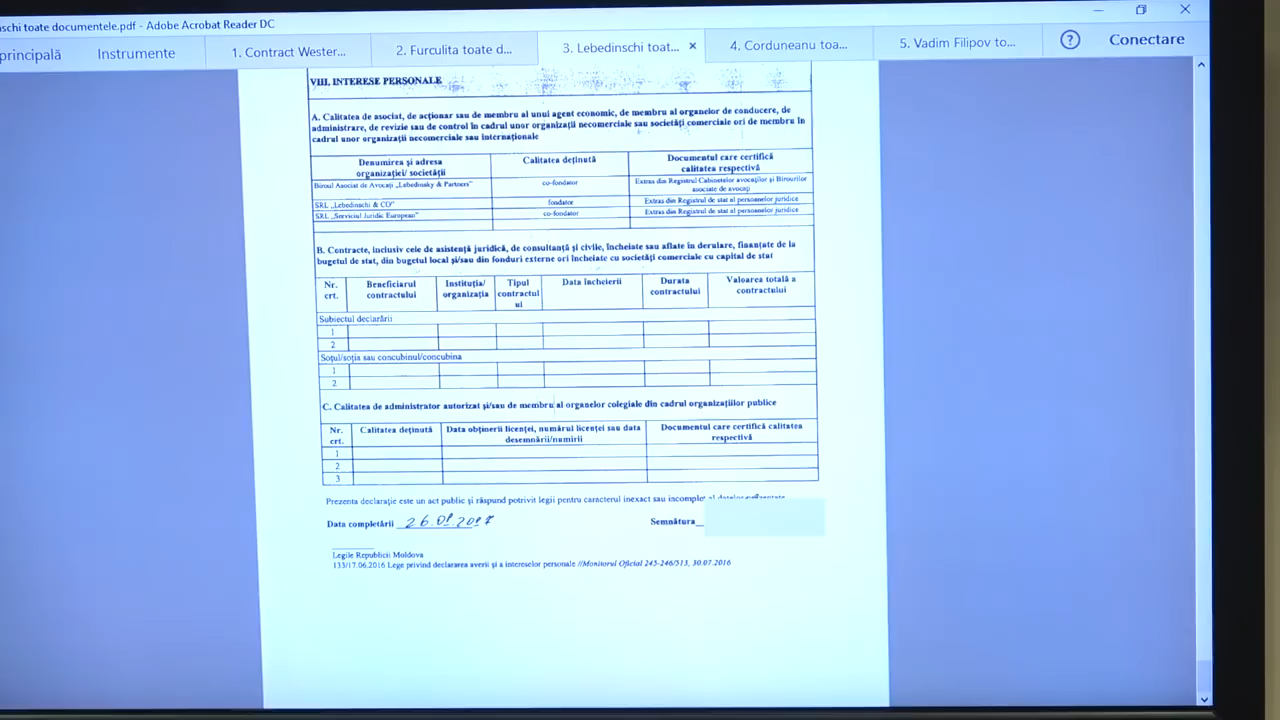 schi toate documentele.pdf - Adobe Acrobat Reader DC
principală Instrumente 1. Contract Wester... 2. Furculita toate d... 3. Lebedinschi toat... × 4. Corduneanu toa... 5. Vadim Filipov to... ? Conectare
VIII. INTERESE PERSONALE
A. Calitatea de asociat, de acționar sau de membru al unui agent economic, de membru al organelor de conducere, de
administrare, de revizie sau de control în cadrul unor organizații necomerciale sau societăți comerciale ori de membru în
cadrul unor organizații necomerciale sau internaționale
Denumirea și adresa
organizației/ societății
Calitatea deținută
Documentul care certifică
calitatea respectivă
Biroul Asociat de Avocați „Lebedinsky & Partners” co-fondator Extras din Registrul Cabinetelor avocaților și Birourilor
asociate de avocați
SRL „Lebedinschi & CO” fondator Extras din Registrul de stat al persoanelor juridice
SRL „Serviciul Juridic European” co-fondator Extras din Registrul de stat al persoanelor juridice
B. Contracte, inclusiv cele de asistență juridică, de consultanță și civile, încheiate sau aflate în derulare, finanțate de la
bugetul de stat, din bugetul local și/sau din fonduri externe ori încheiate cu societăți comerciale cu capital de stat
Nr.
crt.
Beneficiarul
contractului
Instituția/
organizația
Tipul
contractul
ui
Data încheierii
Durata
contractului
Valoarea totală a
contractului
Subiectul declarării
1
2
Soțul/soția sau concubinul/concubina
1
2
C. Calitatea de administrator autorizat și/sau de membru al organelor colegiale din cadrul organizațiilor publice
Nr.
crt.
Calitatea deținută
Data obținerii licenței, numărul licenței sau data
desemnării/numirii
Documentul care certifică calitatea
respectivă
1
2
3
Prezenta declarație este un act public și răspund potrivit legii pentru caracterul inexact sau incomplet al datelor
Data completării 26.01.2017 Semnătura
Legile Republicii Moldova
133/17.06.2016 Lege privind declararea averii și a intereselor personale //Monitorul Oficial 245-246/513, 30.07.2016